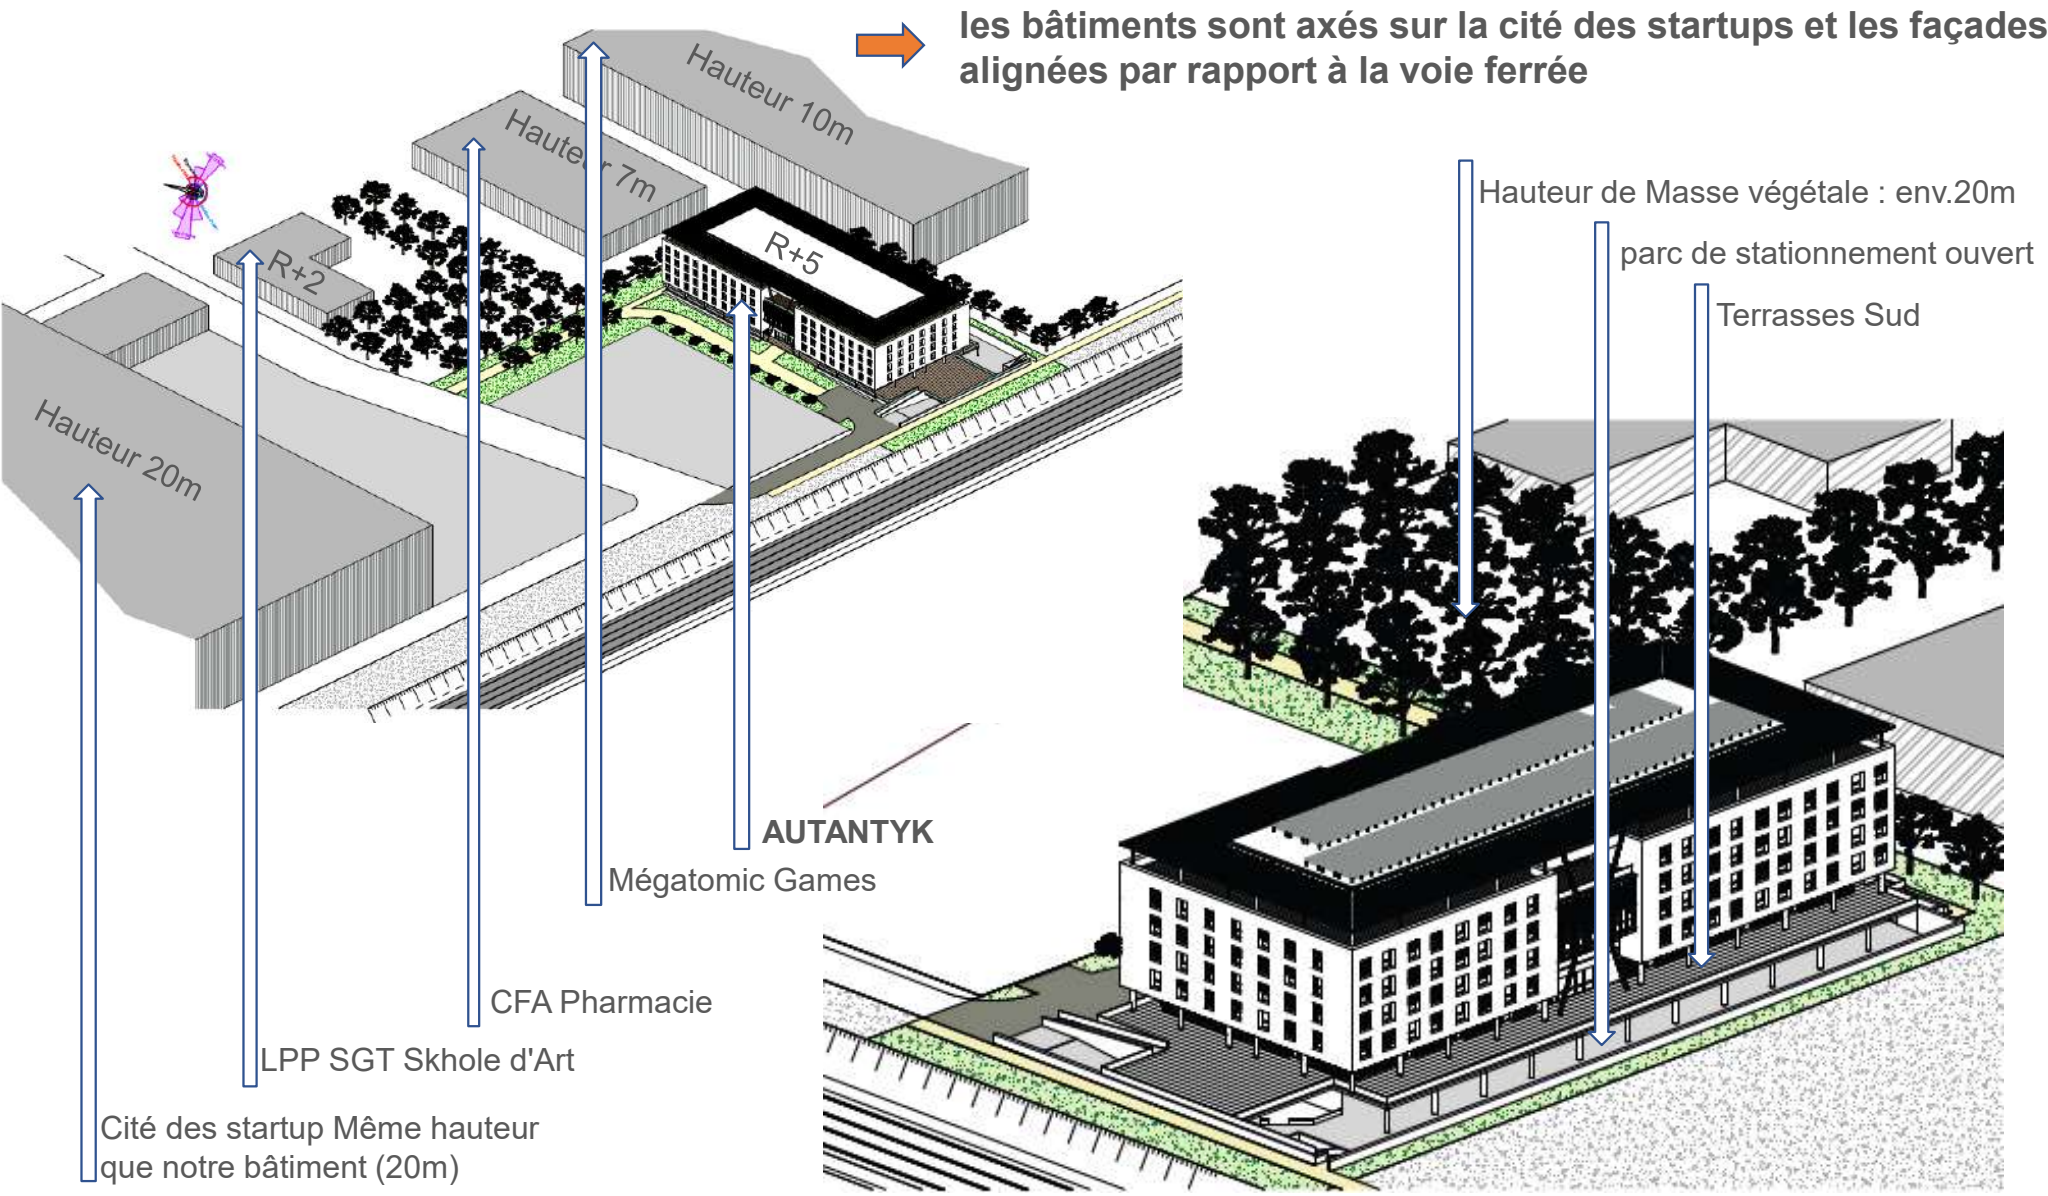 les bâtiments sont axés sur la cité des startups et les façades
alignées par rapport à la voie ferrée
Hauteur 10m
Hauteur 7m
R+5
R+2
Hauteur 20m
Hauteur de Masse végétale : env.20m
parc de stationnement ouvert
Terrasses Sud
AUTANTYK
Mégatomic Games
CFA Pharmacie
LPP SGT Skhole d'Art
Cité des startup Même hauteur
que notre bâtiment (20m)